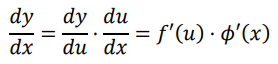 dy/dx = dy/du · du/dx = f′(u) · ϕ′(x)